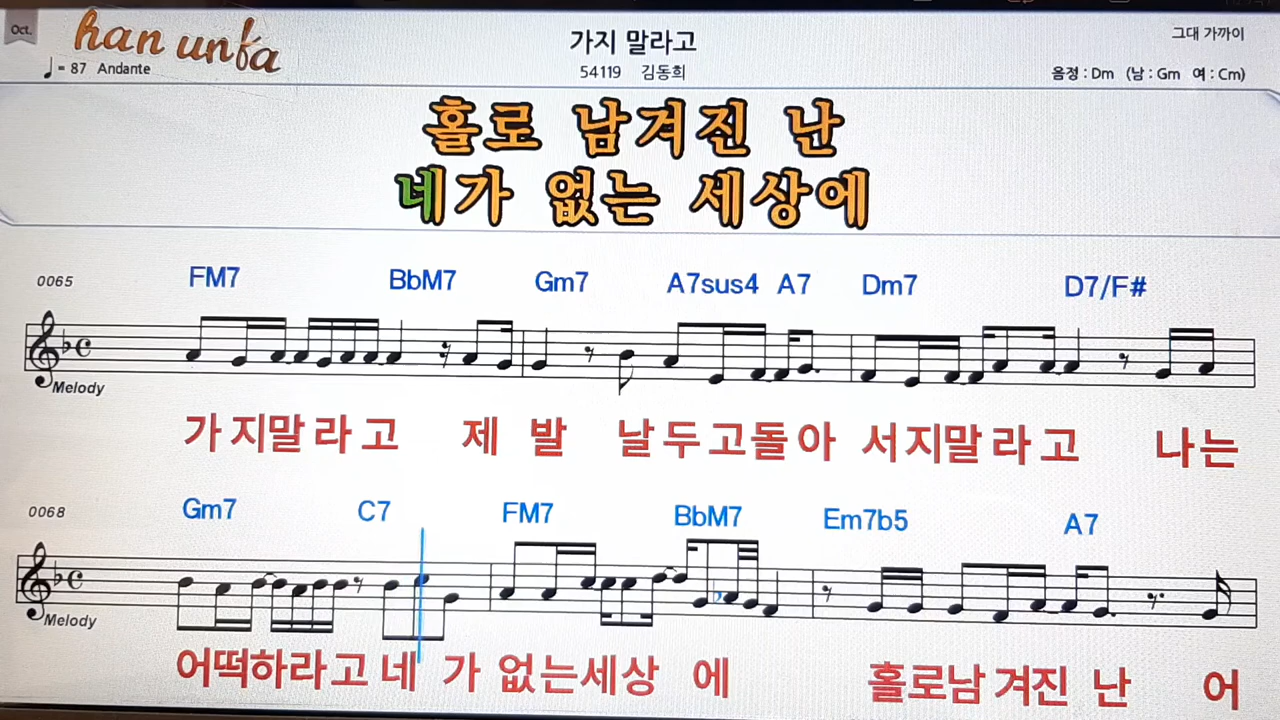 Oct.
han unfa
가지 말라고
그대 가까이
♩= 87 Andante
54119 김동희
음정 : Dm (남 : Gm 여 : Cm)
홀로 남겨진 난
네가 없는 세상에
0065 FM7 BbM7 Gm7 A7sus4 A7 Dm7 D7/F#
Melody
가지말라고 제발 날두고돌아 서지말라고 나는
0068 Gm7 C7 FM7 BbM7 Em7b5 A7
Melody
어떡하라고네 가 없는세상 에 홀로남겨진 난 어